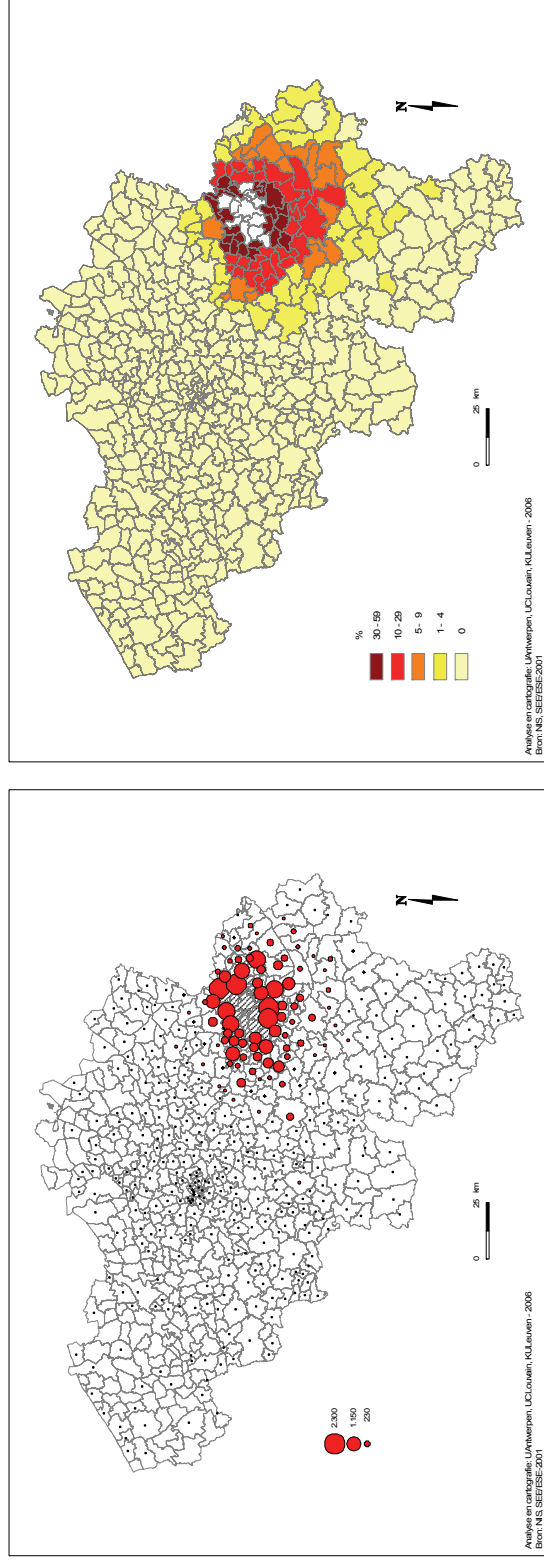 %
30 - 59
10 - 29
5 - 9
1 - 4
0
N
0 25 km
Analyse en cartografie: UAntwerpen, UCLouvain, KULeuven - 2006
Bron: NIS, SEE/ESE-2001
2.300
1.150
230
N
0 25 km
Analyse en cartografie: UAntwerpen, UCLouvain, KULeuven - 2006
Bron: NIS, SEE/ESE-2001